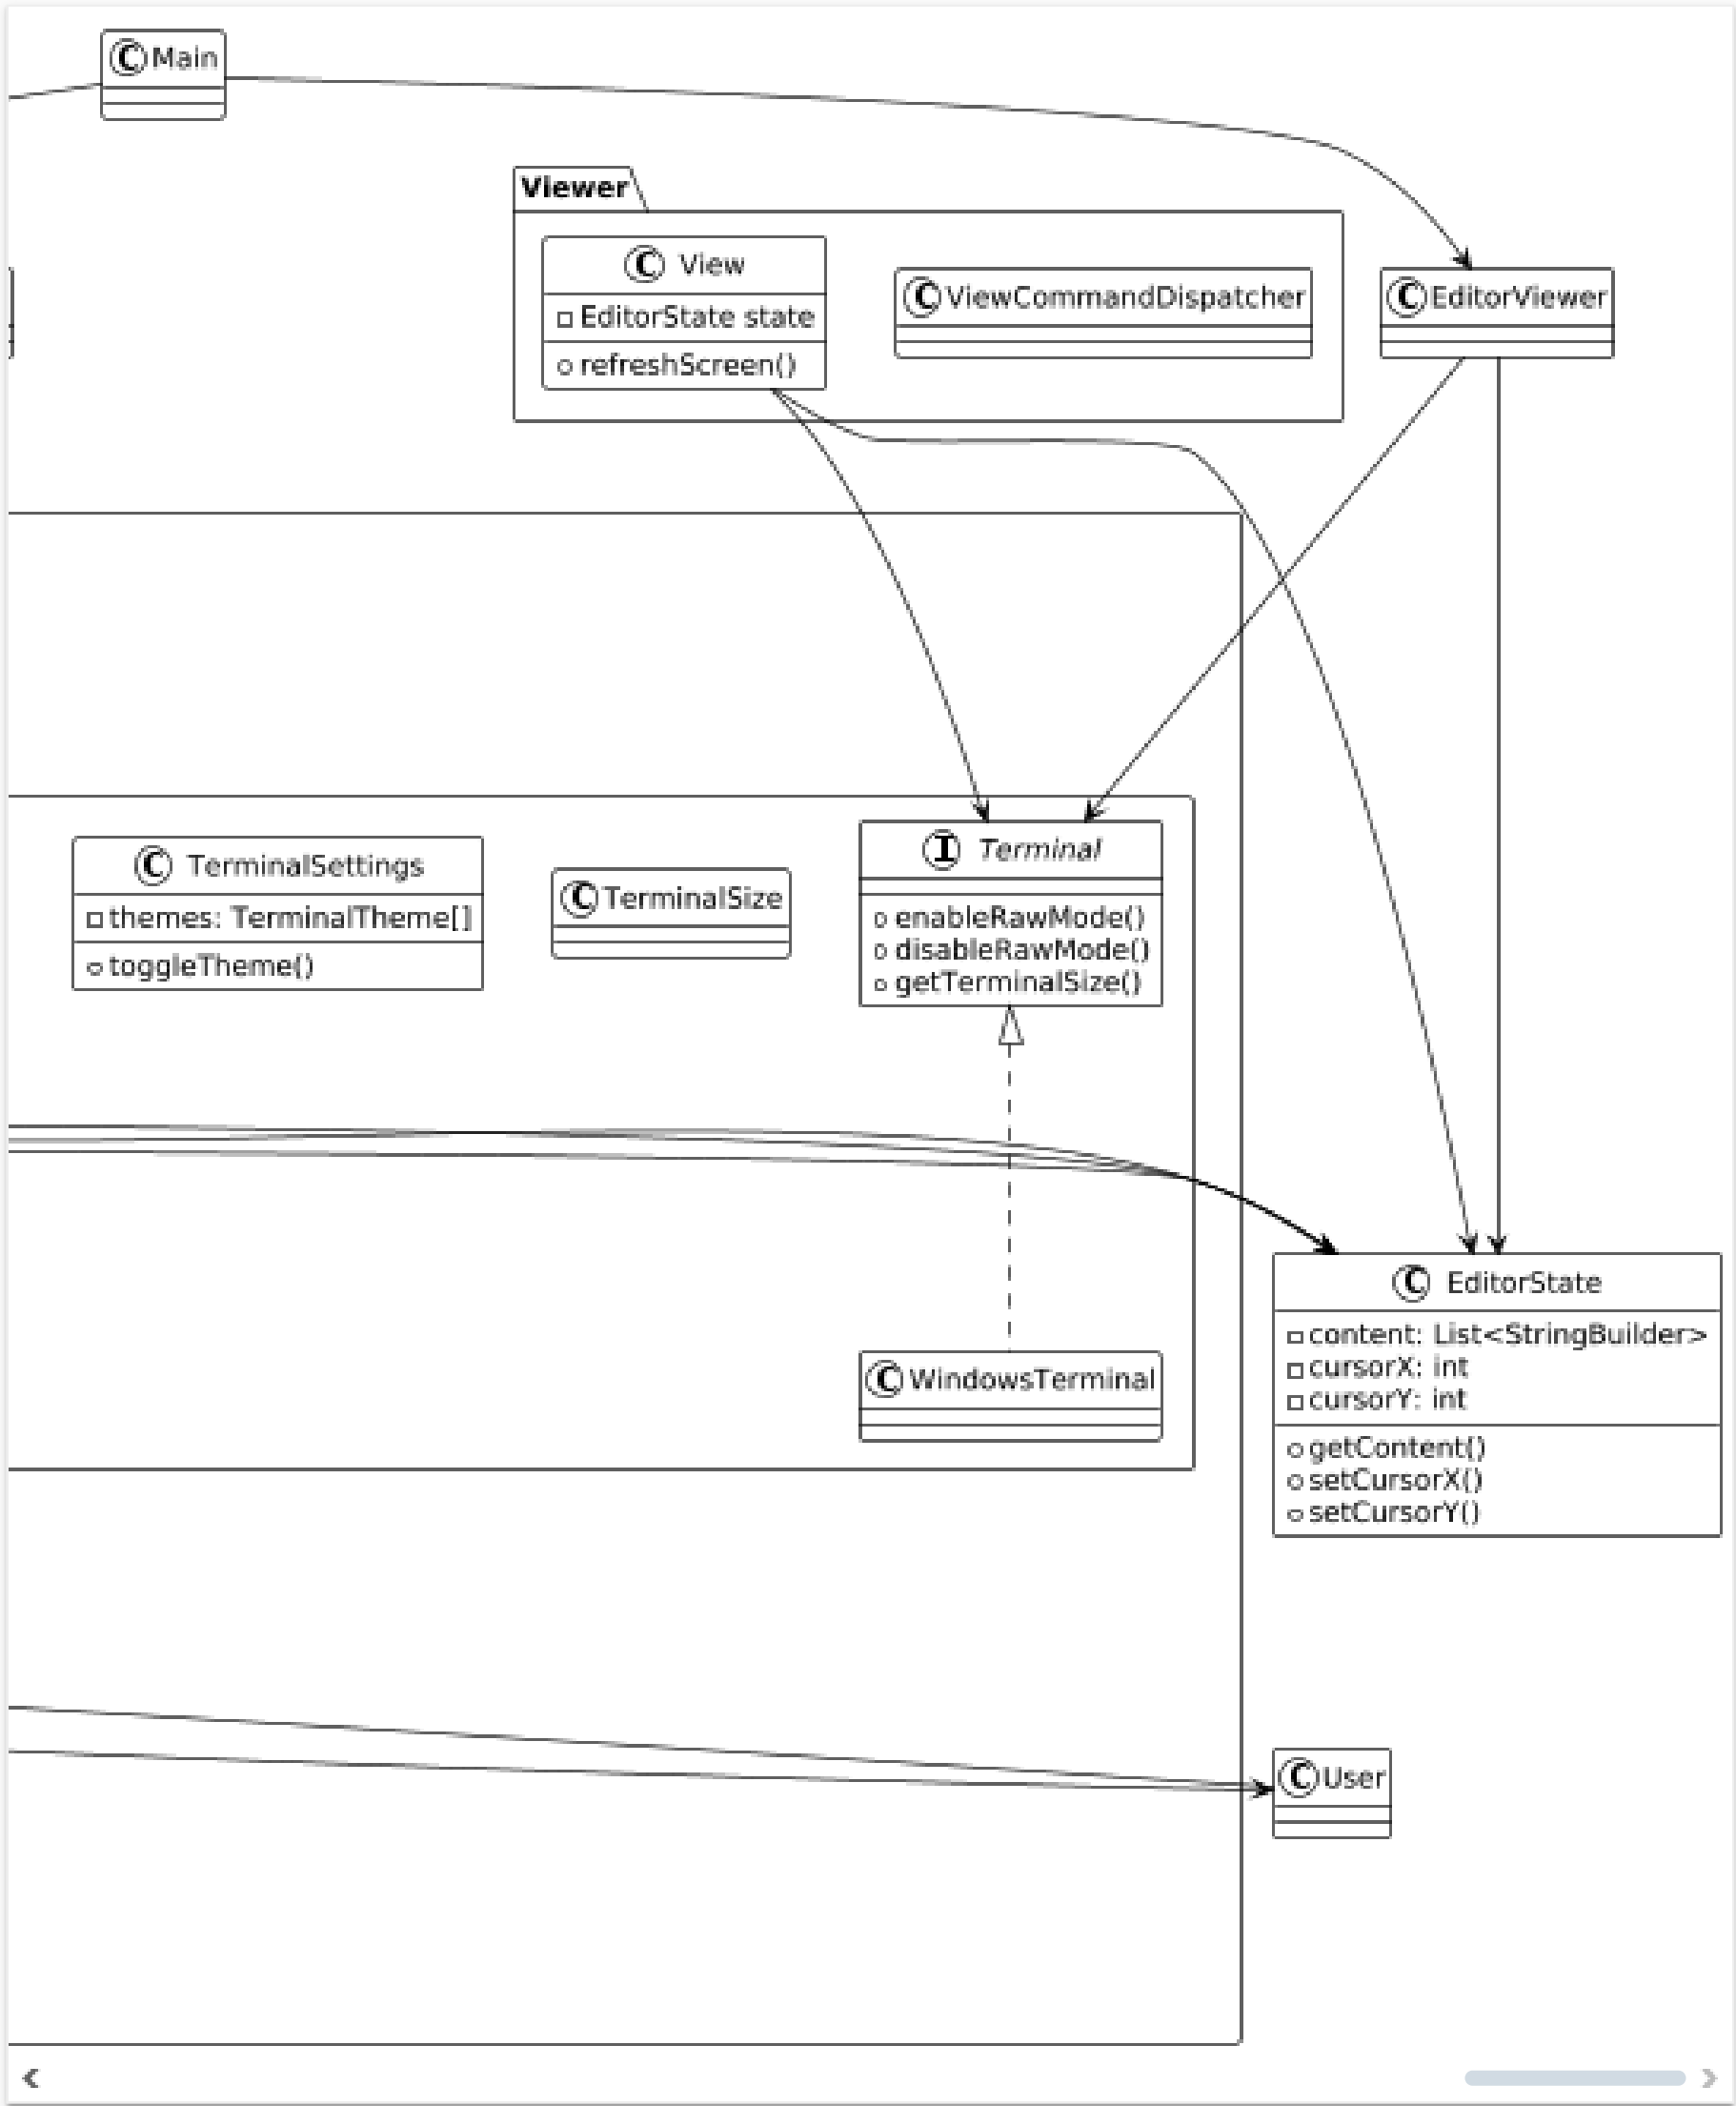 C Main
Viewer
C View
EditorState state
refreshScreen()
C ViewCommandDispatcher
C EditorViewer
C TerminalSettings
themes: TerminalTheme[]
toggleTheme()
C TerminalSize
I Terminal
enableRawMode()
disableRawMode()
getTerminalSize()
C WindowsTerminal
C EditorState
content: List<StringBuilder>
cursorX: int
cursorY: int
getContent()
setCursorX()
setCursorY()
C User